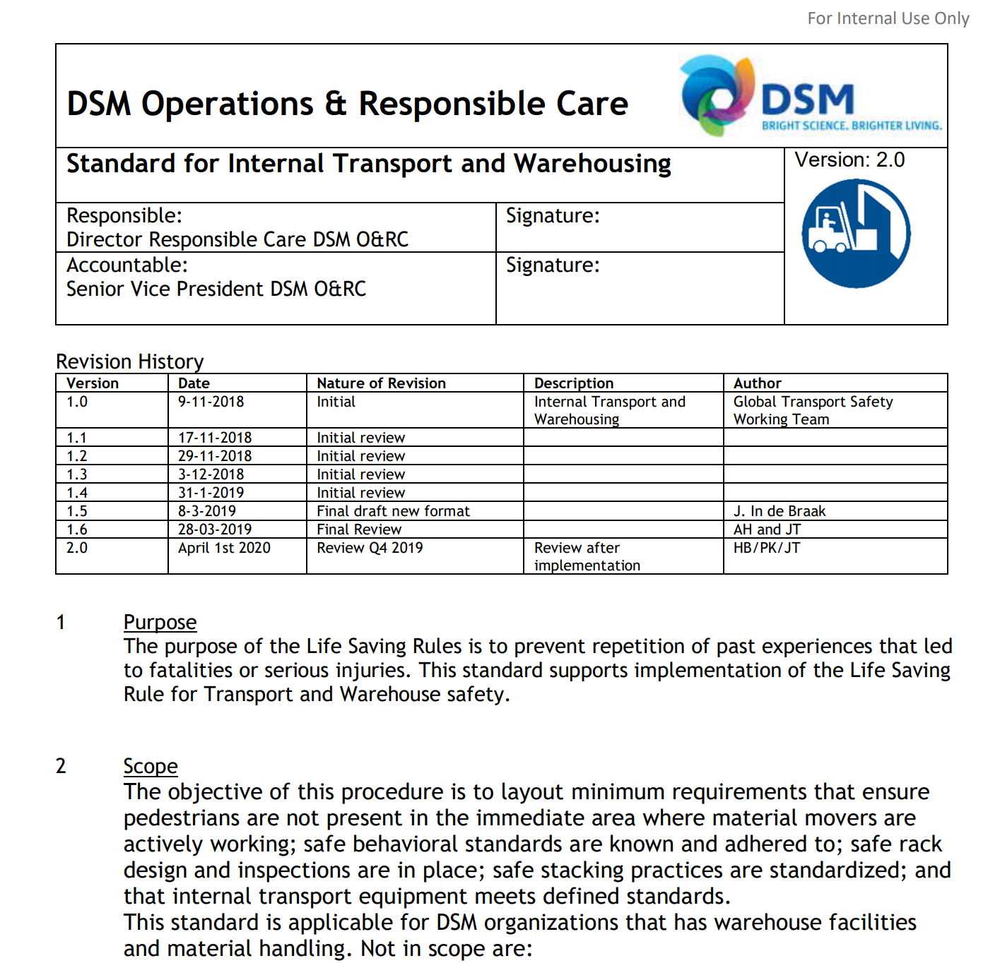 For Internal Use Only
DSM Operations & Responsible Care
DSM
BRIGHT SCIENCE. BRIGHTER LIVING.
Standard for Internal Transport and Warehousing
Version: 2.0
Responsible:
Director Responsible Care DSM O&RC
Signature:
Accountable:
Senior Vice President DSM O&RC
Signature:
Revision History
Version Date Nature of Revision Description Author
1.0 9-11-2018 Initial Internal Transport and Global Transport Safety
Warehousing Working Team
1.1 17-11-2018 Initial review
1.2 29-11-2018 Initial review
1.3 3-12-2018 Initial review
1.4 31-1-2019 Initial review
1.5 8-3-2019 Final draft new format J. In de Braak
1.6 28-03-2019 Final Review AH and JT
2.0 April 1st 2020 Review Q4 2019 Review after HB/PK/JT
implementation
1 Purpose
The purpose of the Life Saving Rules is to prevent repetition of past experiences that led
to fatalities or serious injuries. This standard supports implementation of the Life Saving
Rule for Transport and Warehouse safety.
2 Scope
The objective of this procedure is to layout minimum requirements that ensure
pedestrians are not present in the immediate area where material movers are
actively working; safe behavioral standards are known and adhered to; safe rack
design and inspections are in place; safe stacking practices are standardized; and
that internal transport equipment meets defined standards.
This standard is applicable for DSM organizations that has warehouse facilities
and material handling. Not in scope are: